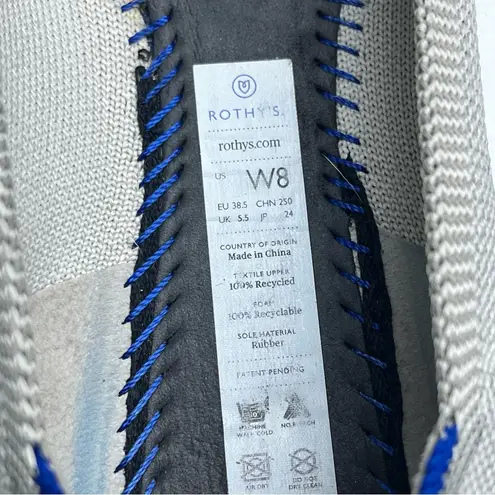 ROTHY'S
rothys.com
US W8
EU 38.5 CHN 250
UK 5.5 JP 24
COUNTRY OF ORIGIN
Made in China
TEXTILE UPPER
100% Recycled
FOAM
100% Recyclable
SOLE MATERIAL
Rubber
PATENT PENDING
MACHINE WASH COLD
NO BLEACH
AIR DRY
DO NOT DRY CLEAN